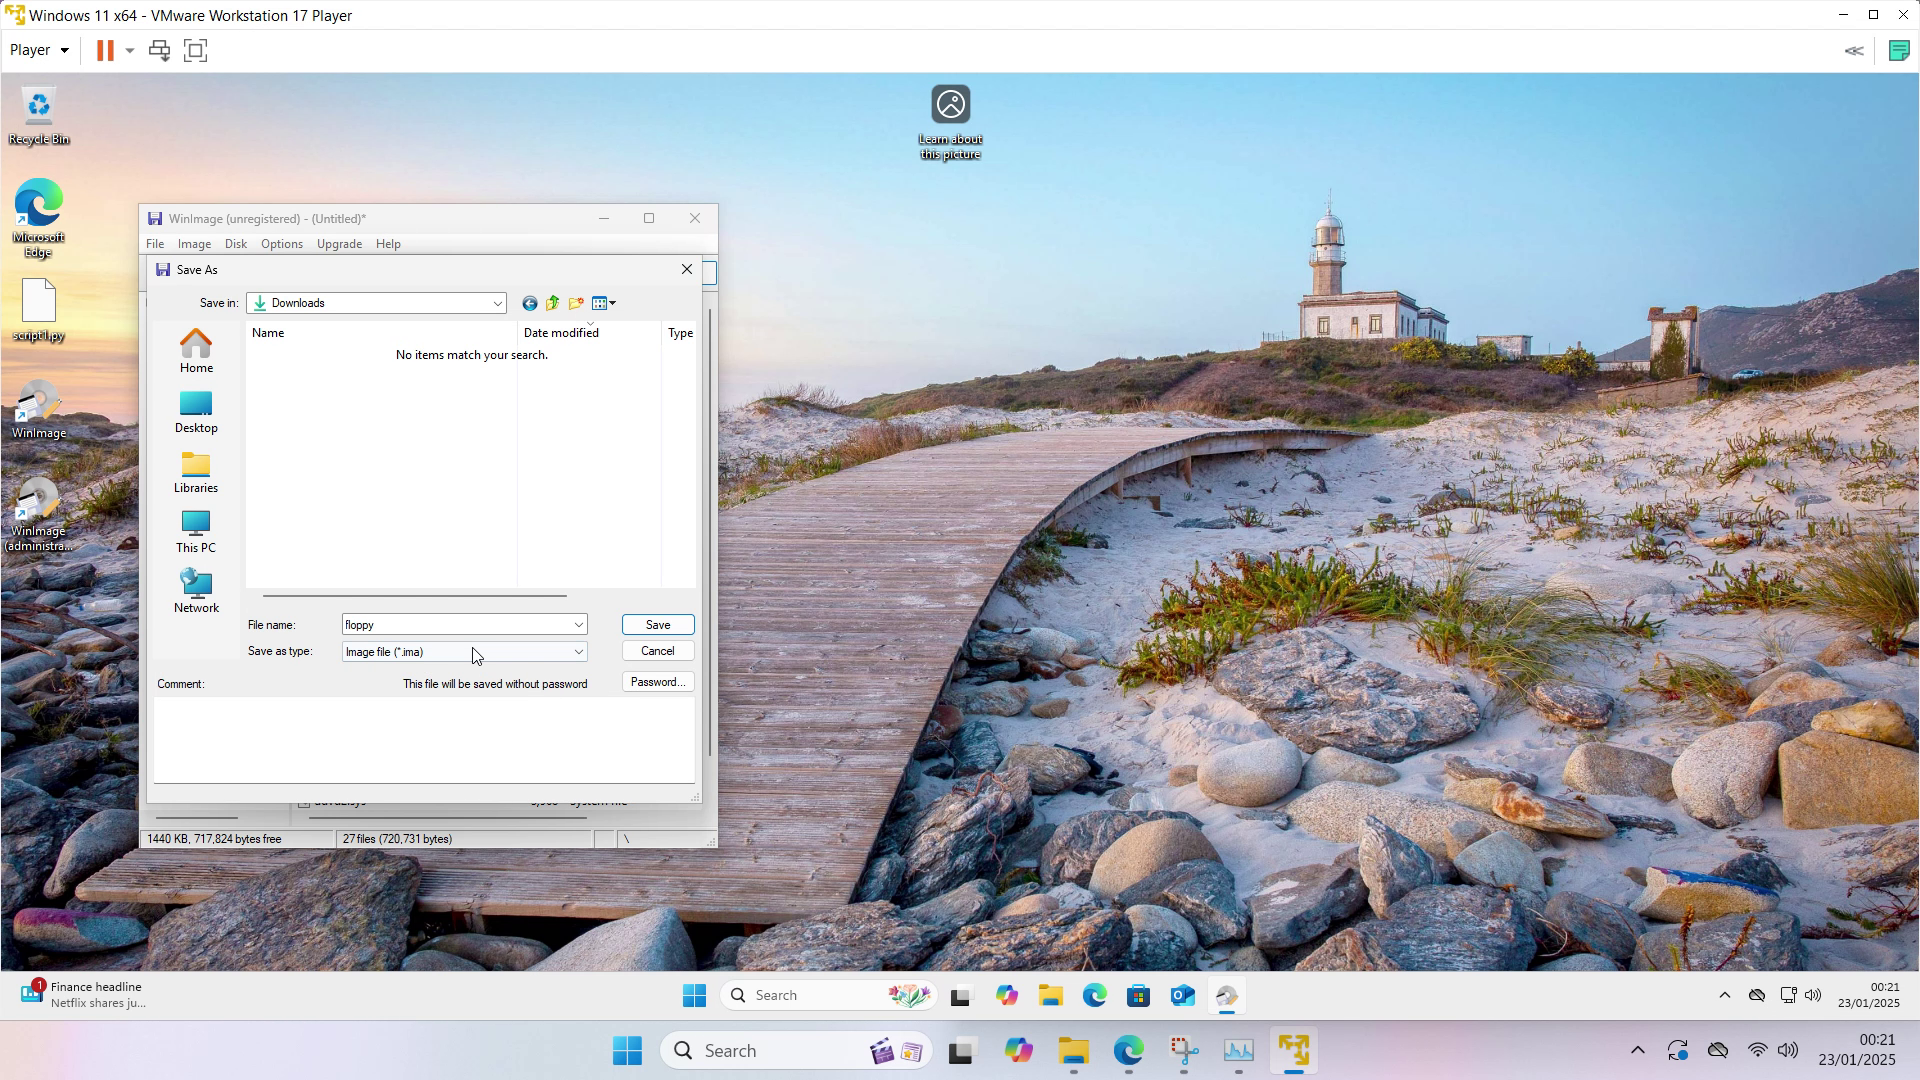 Windows 11 x64 - VMware Workstation 17 Player
Player
Recycle Bin
Learn about
this picture
Microsoft
Edge
script1.py
WinImage
WinImage
(administra...
WinImage (unregistered) - (Untitled)*
File Image Disk Options Upgrade Help
Save As
Save in: Downloads
Name Date modified Type
No items match your search.
Home
Desktop
Libraries
This PC
Network
File name: floppy Save
Save as type: Image file (*.ima) Cancel
Comment: This file will be saved without password Password...
1440 KB, 717,824 bytes free 27 files (720,731 bytes) \
1 Finance headline
Netflix shares ju...
Search
00:21
23/01/2025
Search
00:21
23/01/2025